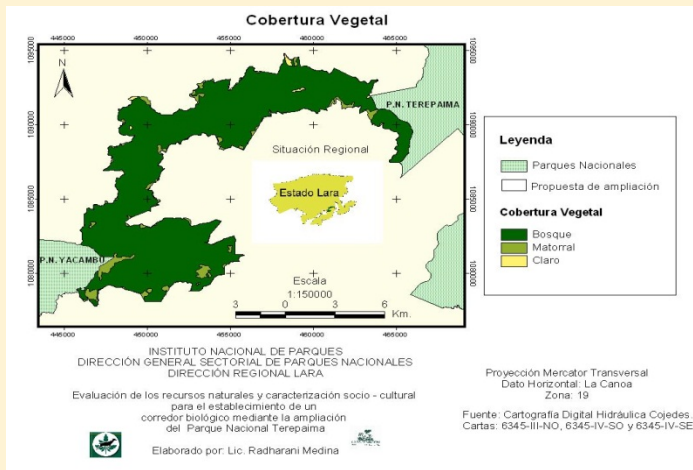 Cobertura Vegetal
445000 450000 455000 460000 465000
1095000
1095000
N
P.N. TEREPAIMA
1090000
1090000
Situación Regional
Estado Lara
1085000
1085000
P.N. YACAMBÚ
1080000
1080000
Escala
1:150000
3 0 3 6
Km.
445000 450000 455000 460000 465000
Leyenda
Parques Nacionales
Propuesta de ampliación
Cobertura Vegetal
Bosque
Matorral
Claro
INSTITUTO NACIONAL DE PARQUES
DIRECCIÓN GENERAL SECTORIAL DE PARQUES NACIONALES
DIRECCIÓN REGIONAL LARA
Evaluación de los recursos naturales y caracterización socio - cultural
para el establecimiento de un
corredor biológico mediante la ampliación
del Parque Nacional Terepaima
Elaborado por: Lic. Radharani Medina
Proyección Mercator Transversal
Dato Horizontal: La Canoa
Zona: 19
Fuente: Cartografía Digital Hidráulica Cojedes.
Cartas: 6345-III-NO, 6345-IV-SO y 6345-IV-SE